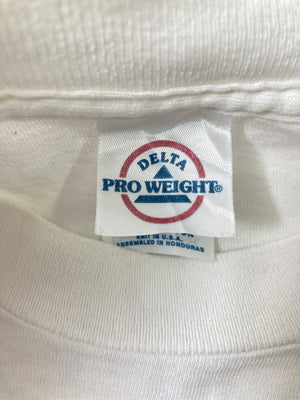 DELTA
PRO WEIGHT®
KNIT IN U.S.A.
ASSEMBLED IN HONDURAS